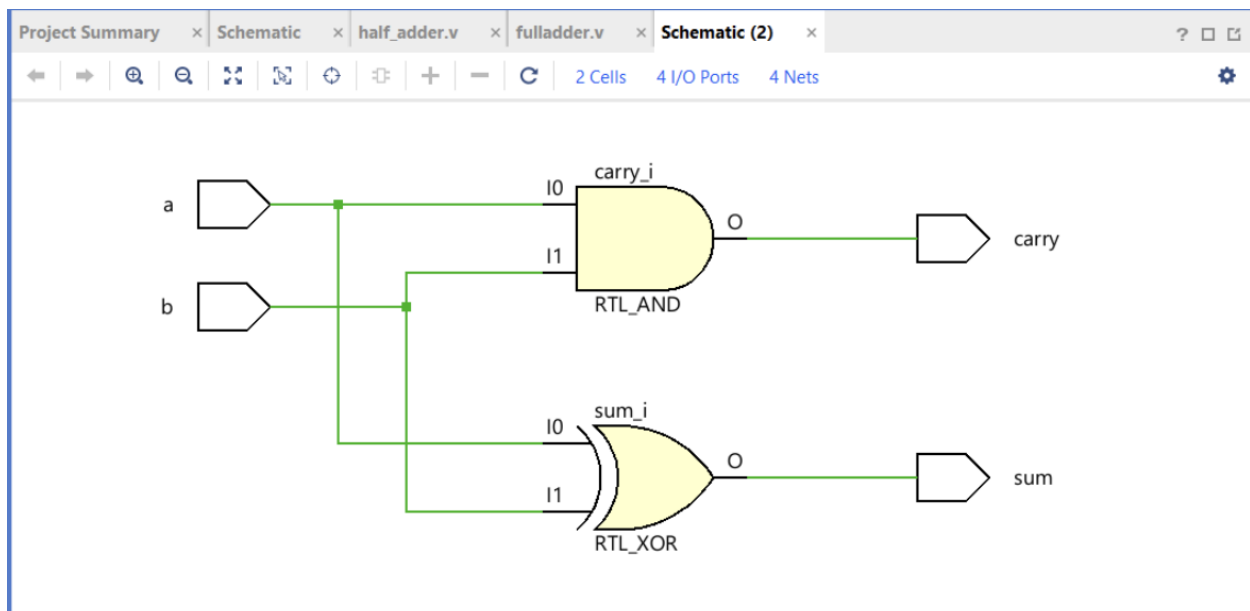 Project Summary × Schematic × half_adder.v × fulladder.v × Schematic (2) × ?
2 Cells 4 I/O Ports 4 Nets
carry_i
a I0 O carry
I1
b
RTL_AND
sum_i
I0
O sum
I1
RTL_XOR